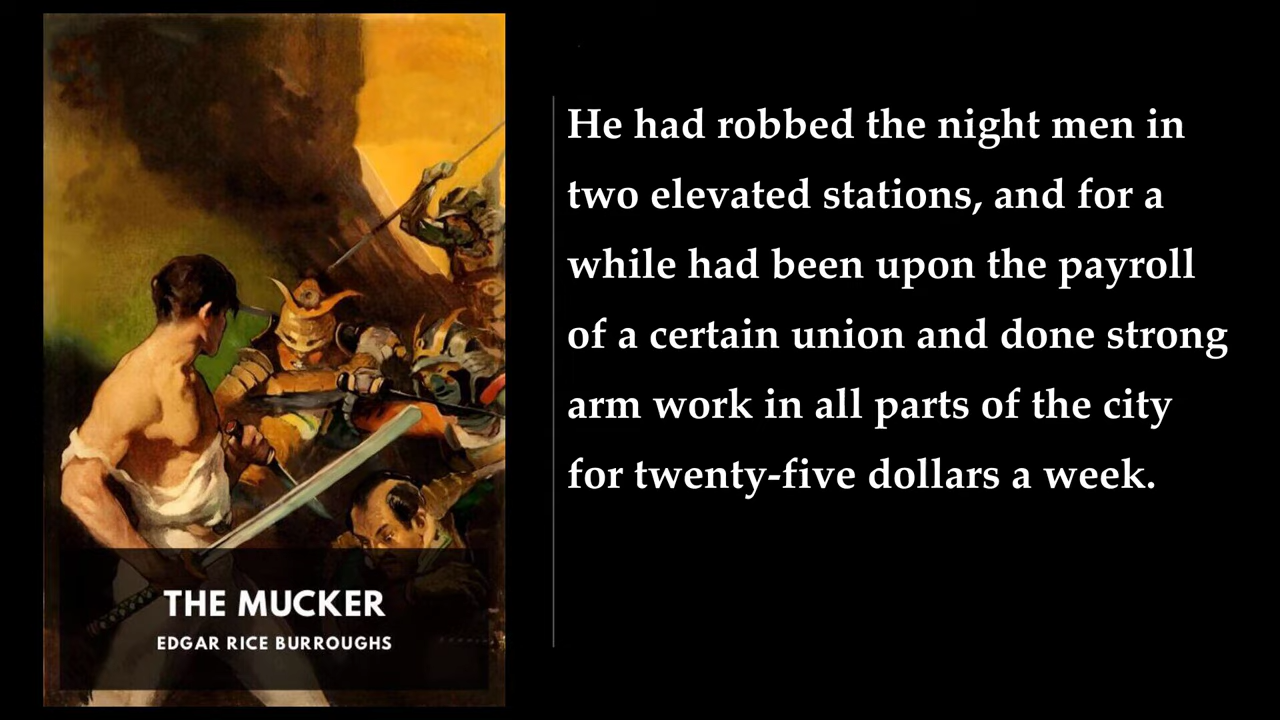 He had robbed the night men in
two elevated stations, and for a
while had been upon the payroll
of a certain union and done strong
arm work in all parts of the city
for twenty-five dollars a week.
THE MUCKER
EDGAR RICE BURROUGHS